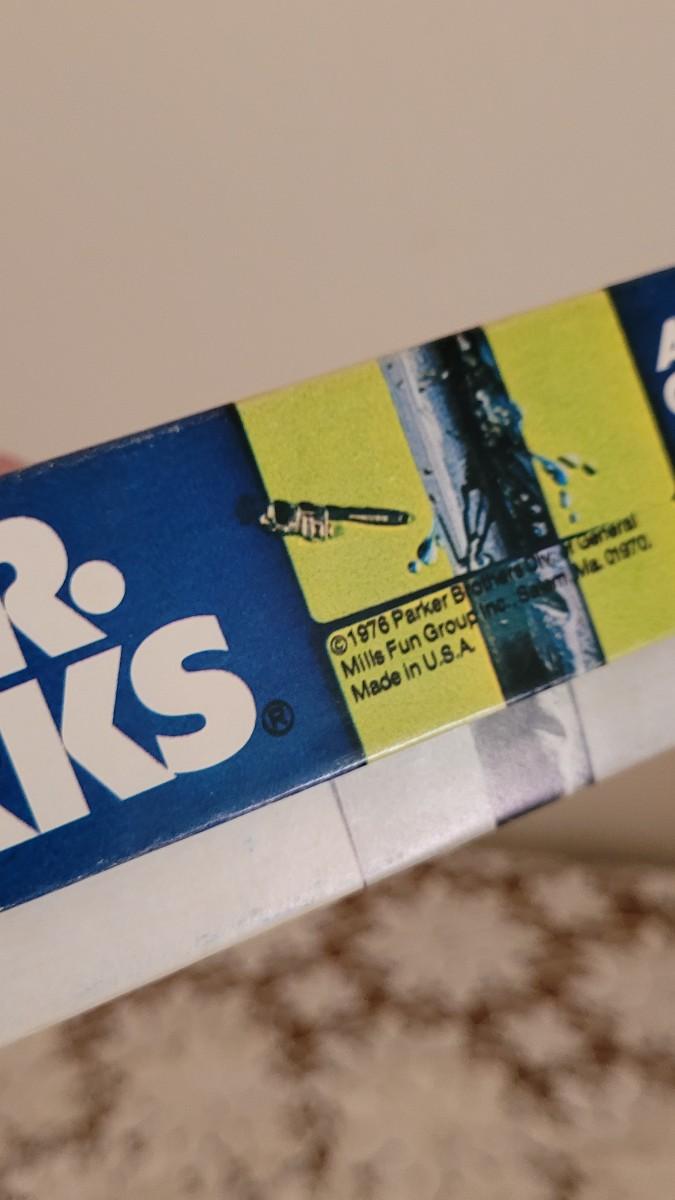 R.
KS®
©1976 Parker Brothers Div. of General
Mills Fun Group Inc., Salem, Ma. 01970.
Made in U.S.A.